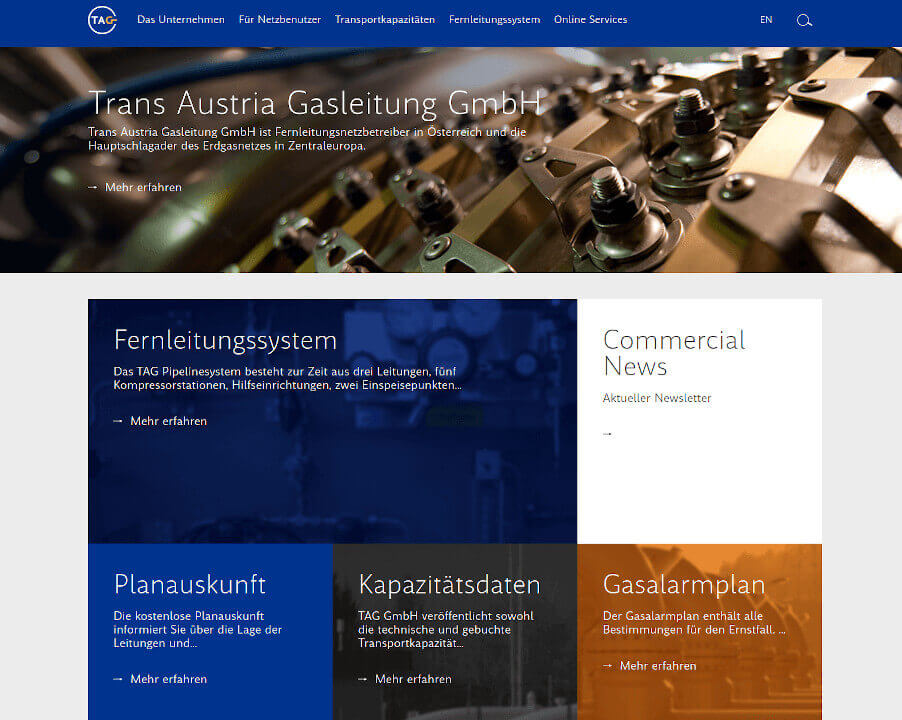 TAG
Das Unternehmen
Für Netzbenutzer
Transportkapazitäten
Fernleitungssystem
Online Services
EN
Trans Austria Gasleitung GmbH
Trans Austria Gasleitung GmbH ist Fernleitungsnetzbetreiber in Österreich und die
Hauptschlagader des Erdgasnetzes in Zentraleuropa.
→ Mehr erfahren
Fernleitungssystem
Das TAG Pipelinesystem besteht zur Zeit aus drei Leitungen, fünf
Kompressorstationen, Hilfseinrichtungen, zwei Einspeisepunkten...
→ Mehr erfahren
Commercial
News
Aktueller Newsletter
→
Planauskunft
Die kostenlose Planauskunft
informiert Sie über die Lage der
Leitungen und...
→ Mehr erfahren
Kapazitätsdaten
TAG GmbH veröffentlicht sowohl
die technische und gebuchte
Transportkapazität...
→ Mehr erfahren
Gasalarmplan
Der Gasalarmplan enthält alle
Bestimmungen für den Ernstfall. ...
→ Mehr erfahren